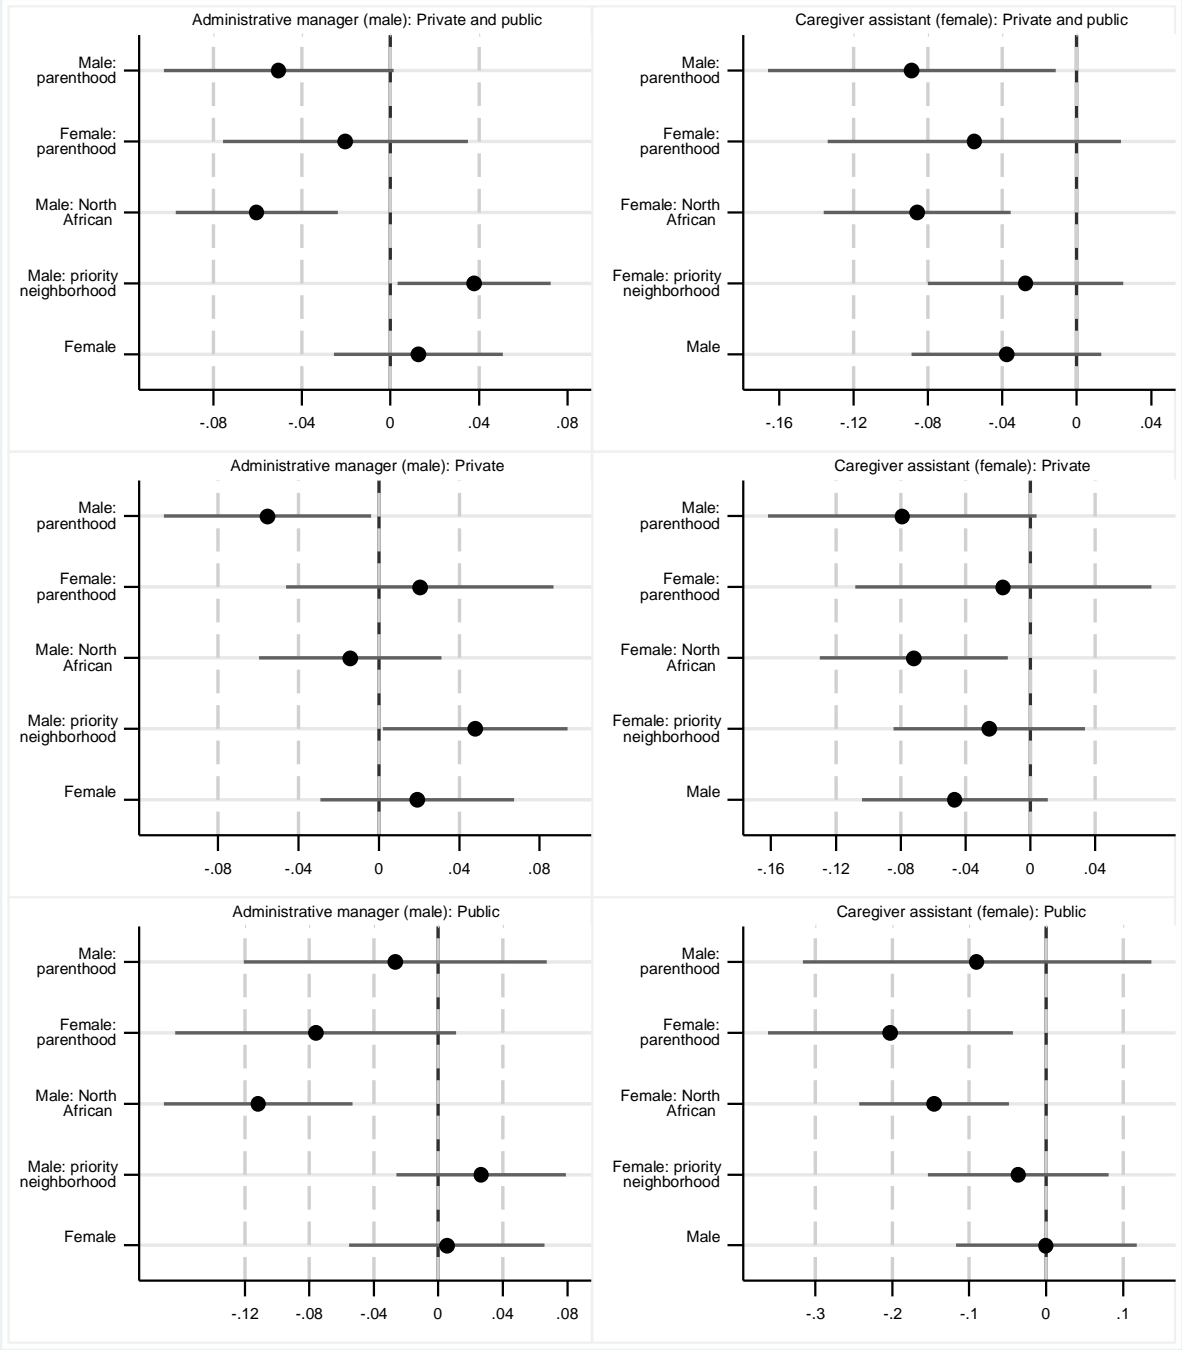 Administrative manager (male): Private and public
Male:
parenthood
Female:
parenthood
Male: North
African
Male: priority
neighborhood
Female
-.08 -.04 0 .04 .08
Caregiver assistant (female): Private and public
Male:
parenthood
Female:
parenthood
Female: North
African
Female: priority
neighborhood
Male
-.16 -.12 -.08 -.04 0 .04
Administrative manager (male): Private
Male:
parenthood
Female:
parenthood
Male: North
African
Male: priority
neighborhood
Female
-.08 -.04 0 .04 .08
Caregiver assistant (female): Private
Male:
parenthood
Female:
parenthood
Female: North
African
Female: priority
neighborhood
Male
-.16 -.12 -.08 -.04 0 .04
Administrative manager (male): Public
Male:
parenthood
Female:
parenthood
Male: North
African
Male: priority
neighborhood
Female
-.12 -.08 -.04 0 .04 .08
Caregiver assistant (female): Public
Male:
parenthood
Female:
parenthood
Female: North
African
Female: priority
neighborhood
Male
-.3 -.2 -.1 0 .1